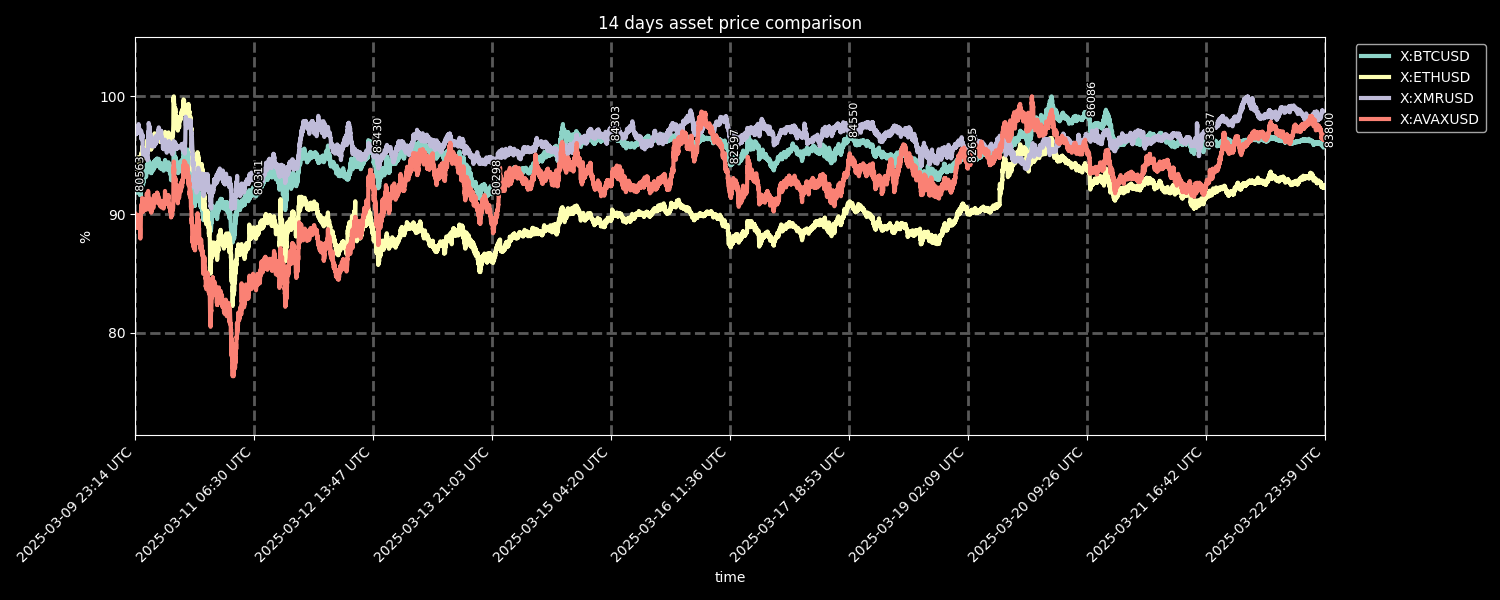 14 days asset price comparison
X:BTCUSD
X:ETHUSD
X:XMRUSD
X:AVAXUSD
100
90
80
%
80563
80311
83430
80298
84303
82597
84550
82695
86086
83837
83800
2025-03-09 23:14 UTC
2025-03-11 06:30 UTC
2025-03-12 13:47 UTC
2025-03-13 21:03 UTC
2025-03-15 04:20 UTC
2025-03-16 11:36 UTC
2025-03-17 18:53 UTC
2025-03-19 02:09 UTC
2025-03-20 09:26 UTC
2025-03-21 16:42 UTC
2025-03-22 23:59 UTC
time